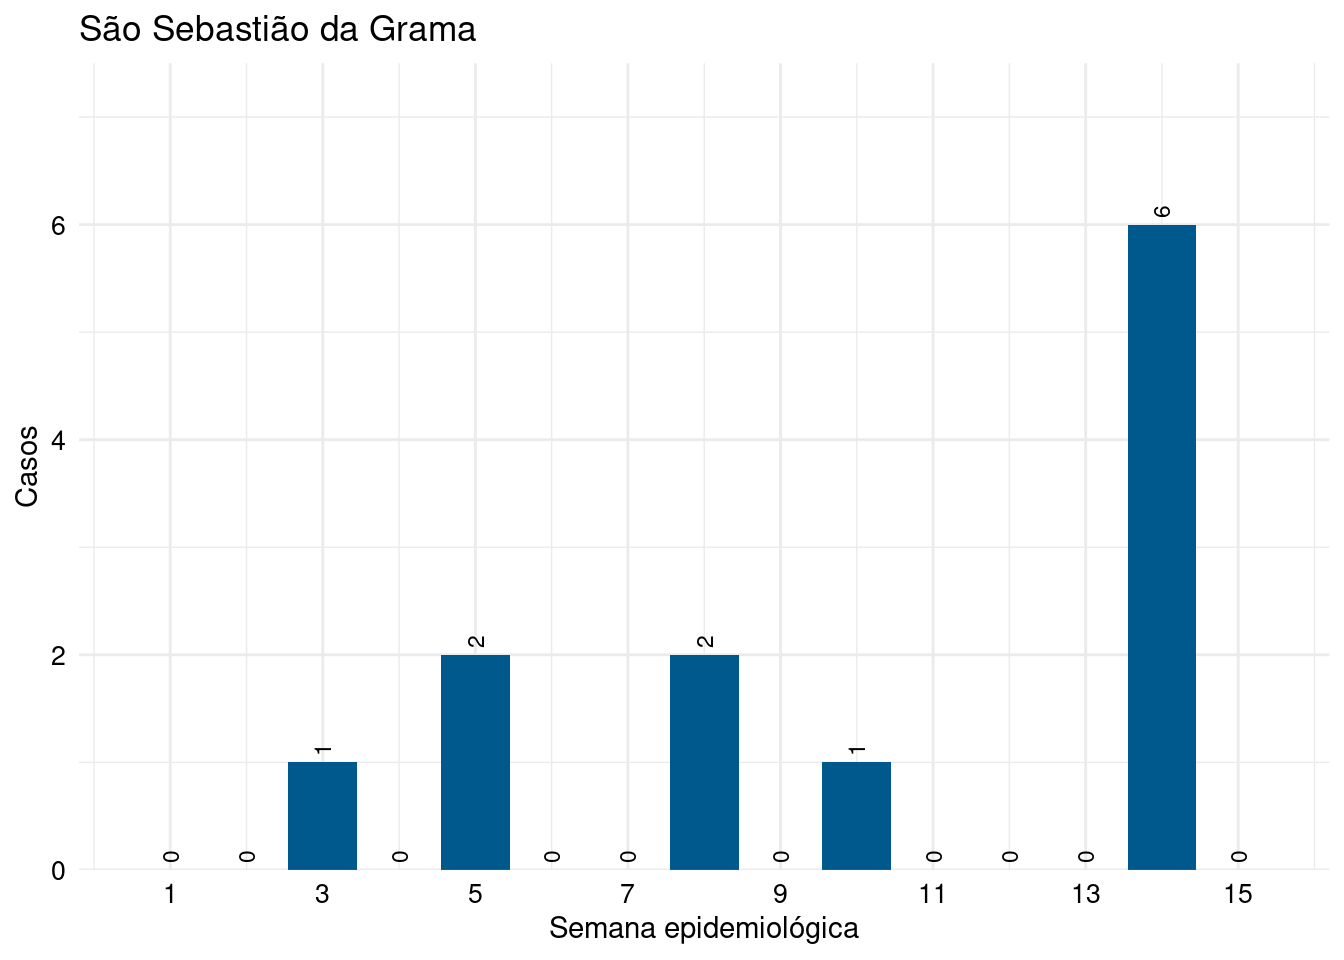 São Sebastião da Grama
Casos
6
4
2
0
0 0 1 0 2 0 0 2 0 1 0 0 0 6 0
1 3 5 7 9 11 13 15
Semana epidemiológica